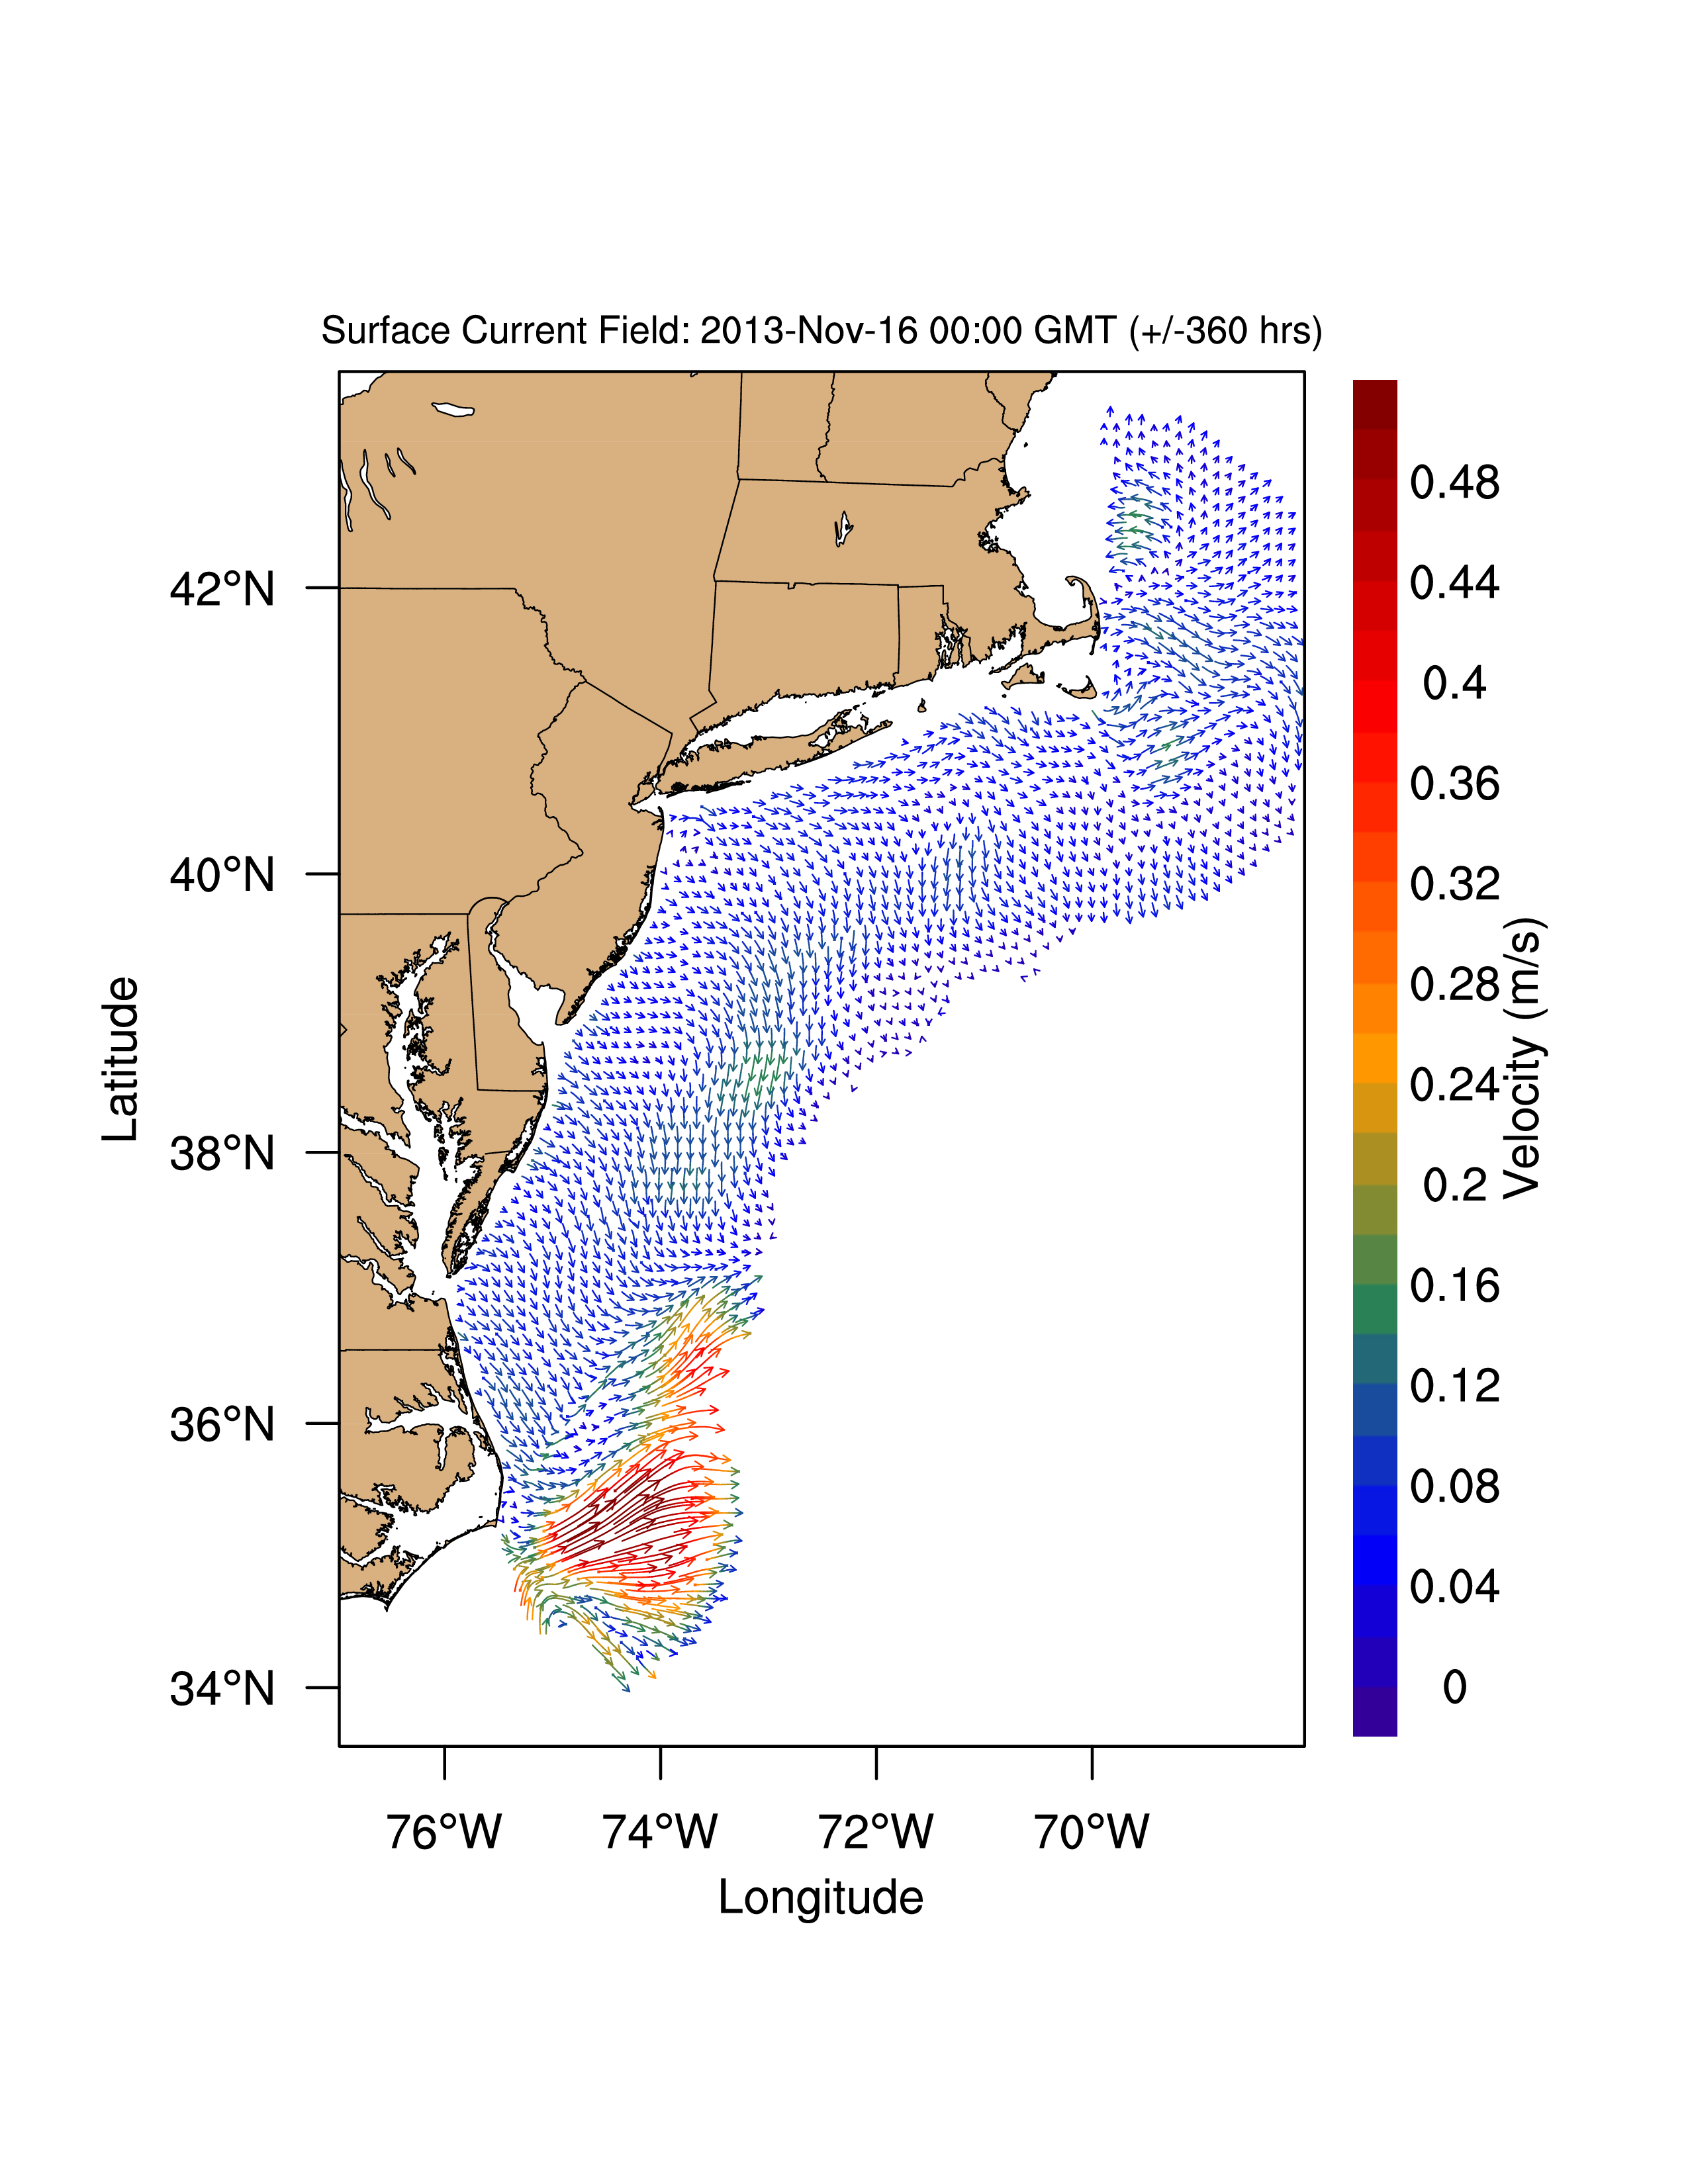 Surface Current Field: 2013-Nov-16 00:00 GMT (+/-360 hrs)
42°N
40°N
38°N
36°N
34°N
Latitude
76°W 74°W 72°W 70°W
Longitude
0.48
0.44
0.4
0.36
0.32
0.28
0.24
0.2
0.16
0.12
0.08
0.04
0
Velocity (m/s)